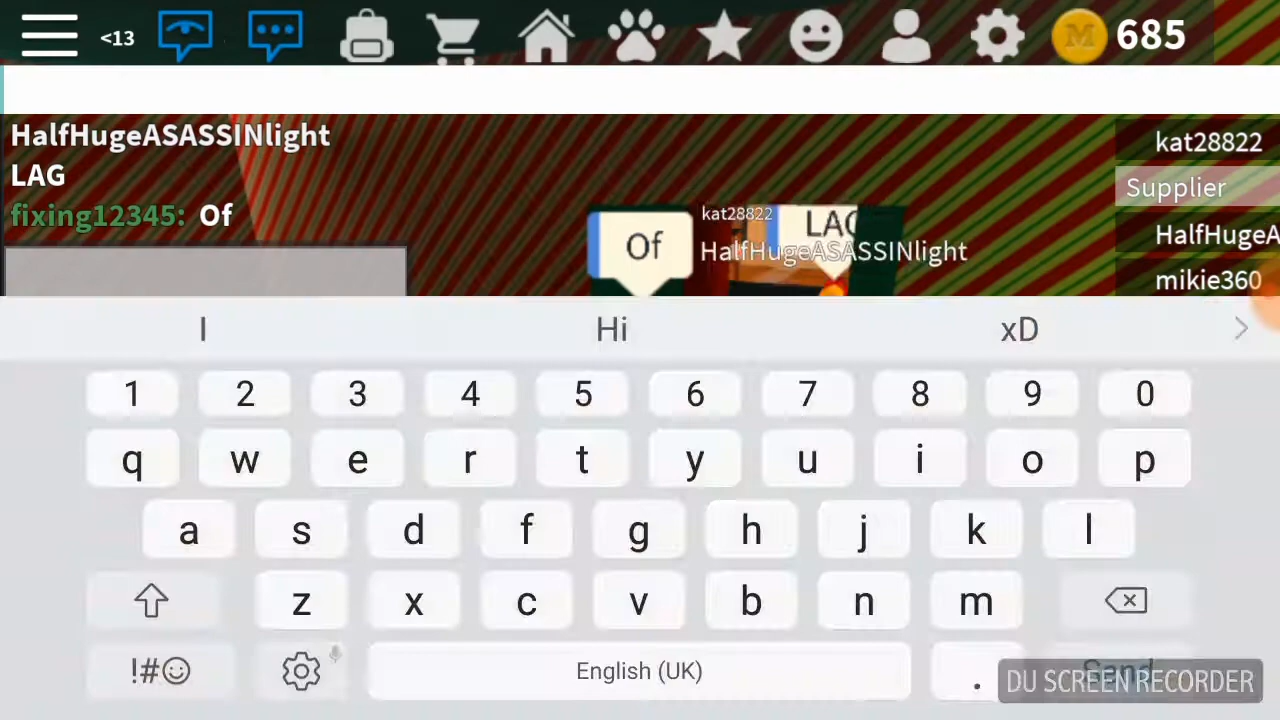 <13
685
HalfHugeASASSINlight
LAG
fixing12345: Of
Of
kat28822
HalfHugeASASSINlight
kat28822
Supplier
HalfHugeA
mikie360
I Hi xD
1 2 3 4 5 6 7 8 9 0
q w e r t y u i o p
a s d f g h j k l
z x c v b n m
!#☺ English (UK) . Send
DU SCREEN RECORDER